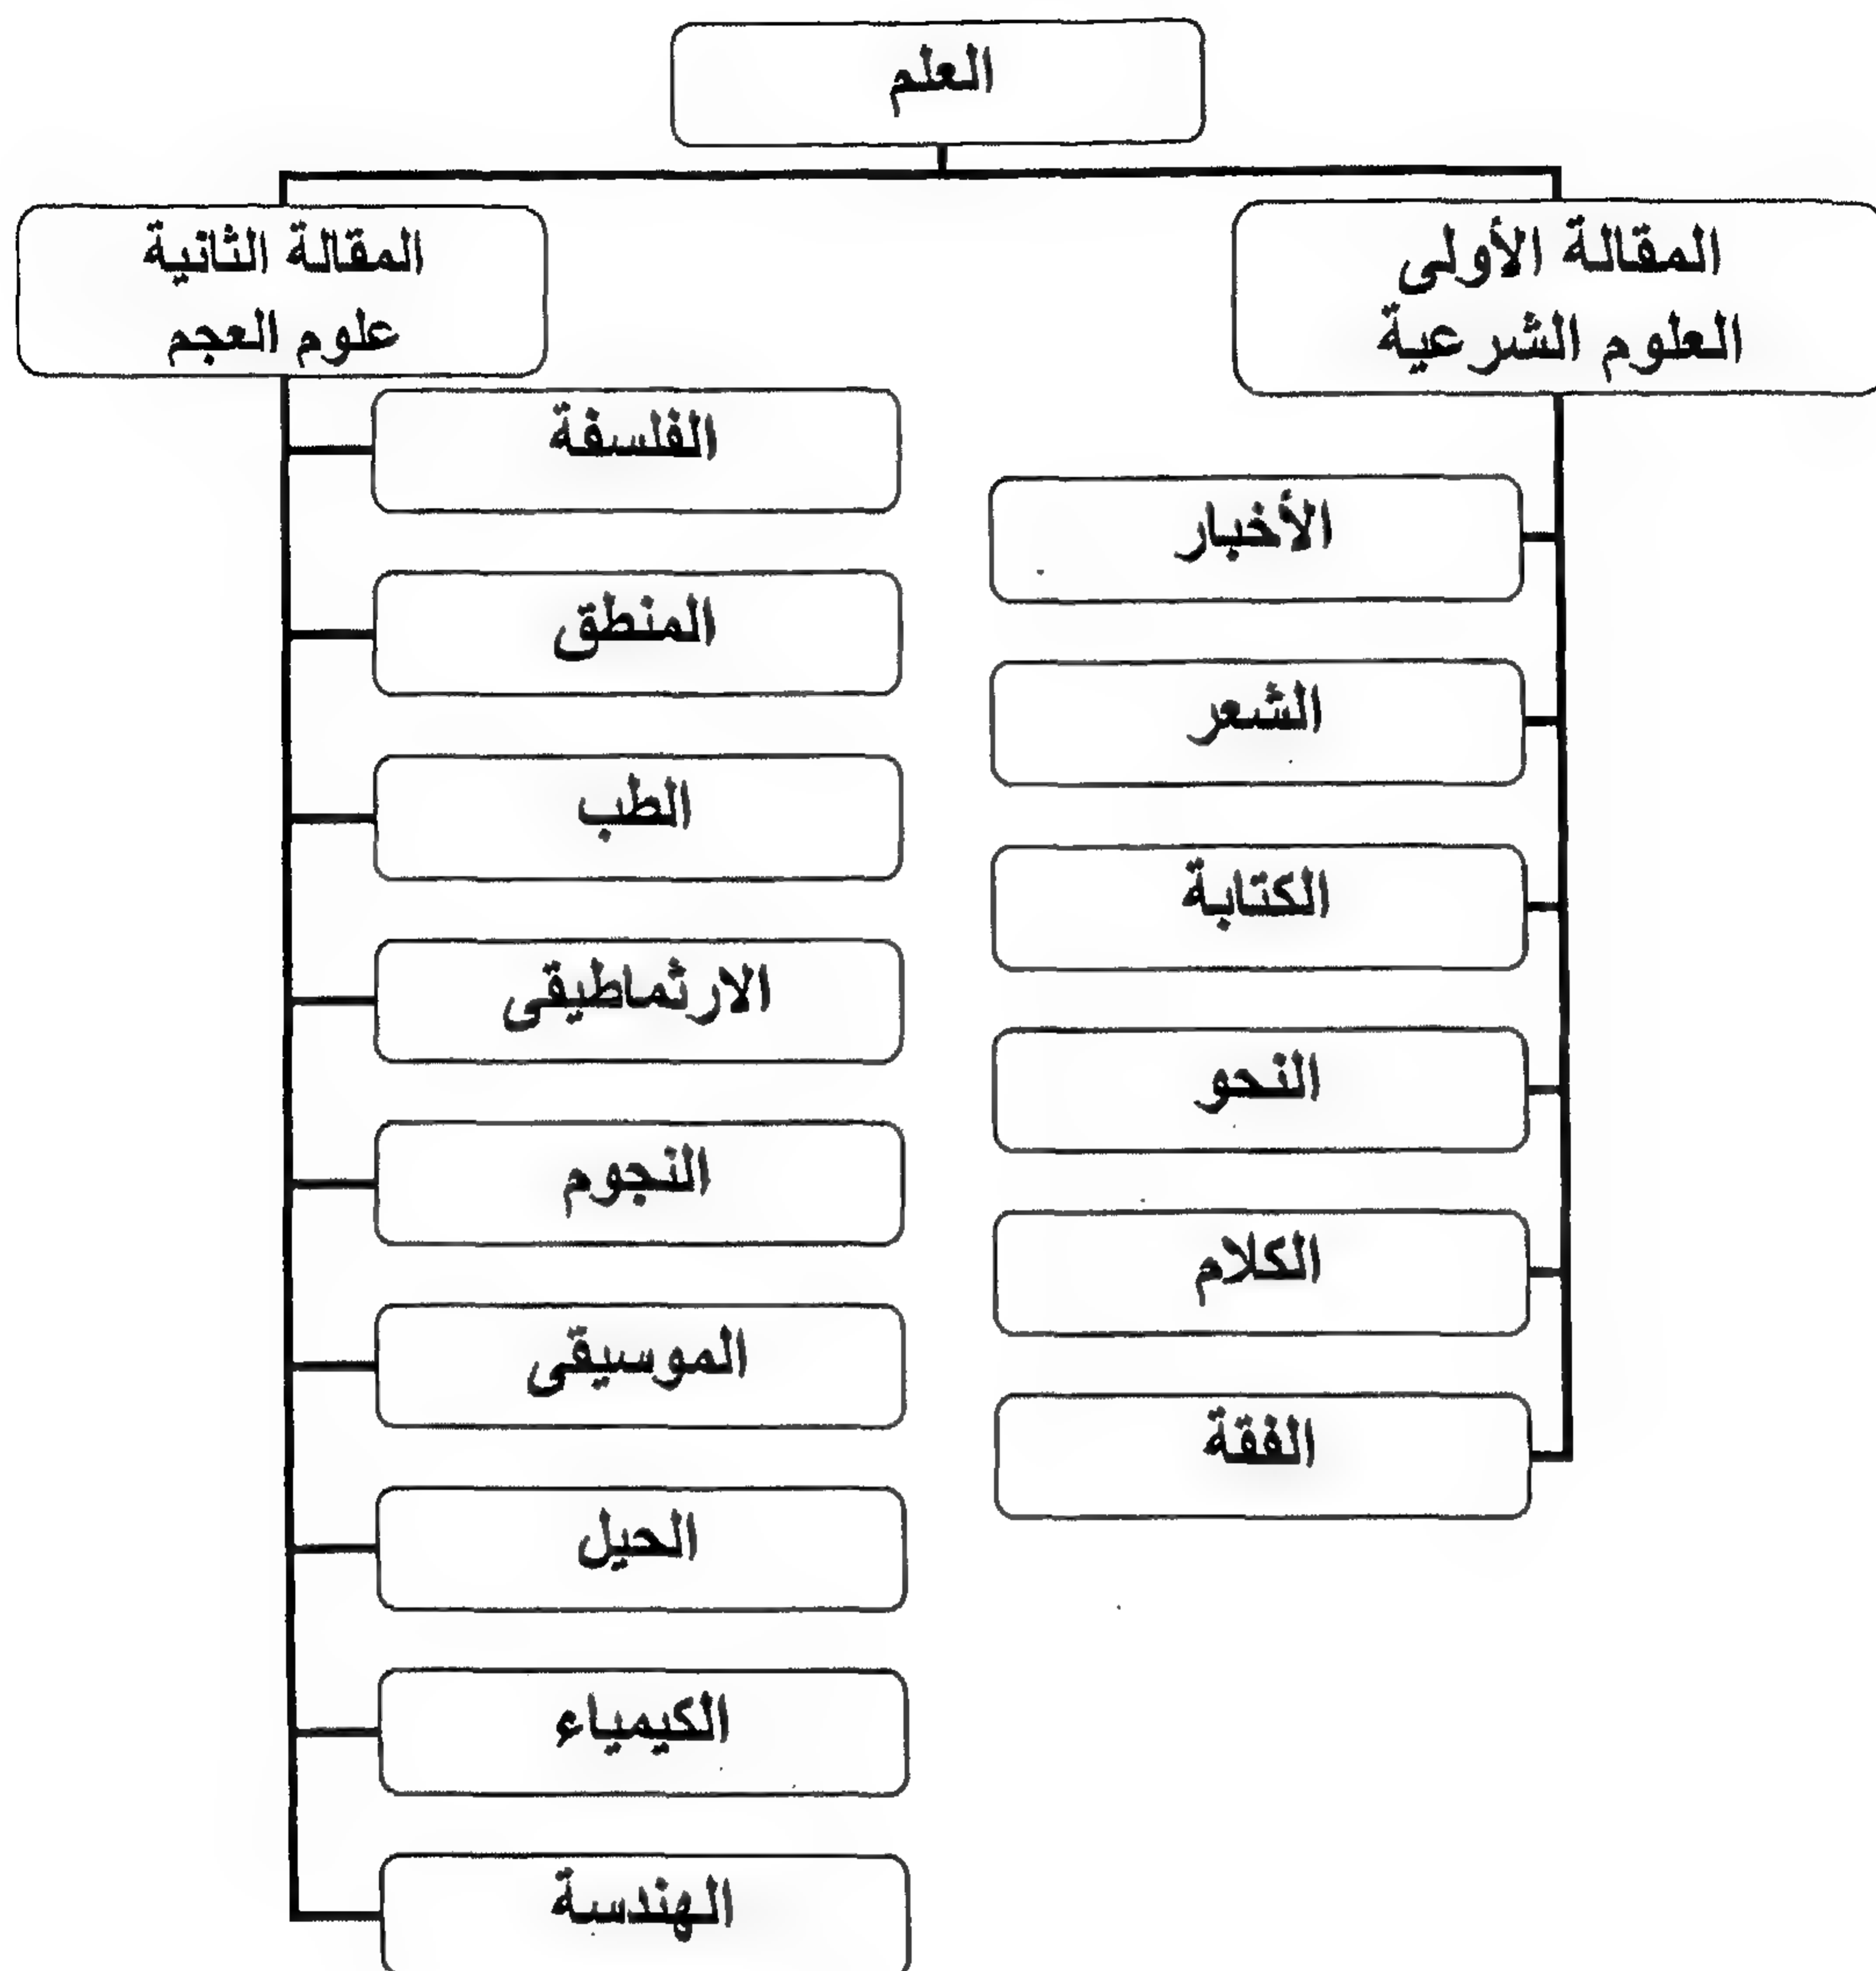 العلم
المقالة الأولى
العلوم الشرعية
الأخبار
الشعر
الكتابة
النحو
الكلام
الفقة
المقالة الثانية
علوم العجم
الفلسفة
المنطق
الطب
الارثماطيقى
النجوم
الموسيقى
الحيل
الكيمياء
الهندسة